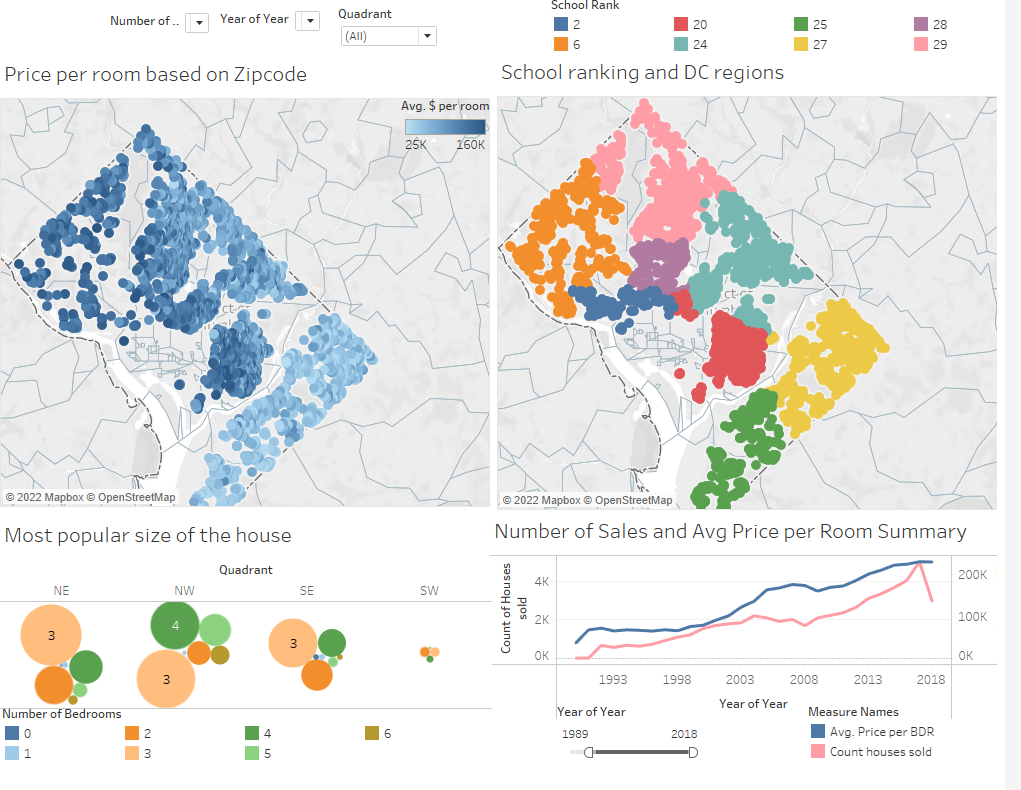 School Rank
Number of ..
Year of Year
Quadrant
(All)
2 20 25 28
6 24 27 29
Price per room based on Zipcode
School ranking and DC regions
Avg. $ per room
25K 160K
© 2022 Mapbox © OpenStreetMap
© 2022 Mapbox © OpenStreetMap
Most popular size of the house
Number of Sales and Avg Price per Room Summary
Quadrant
NE NW SE SW
3
4
3
3
Count of Houses
sold
4K
2K
0K
200K
100K
0K
1993 1998 2003 2008 2013 2018
Year of Year
Number of Bedrooms
0 2 4 6
1 3 5
Year of Year
1989 2018
Measure Names
Avg. Price per BDR
Count houses sold